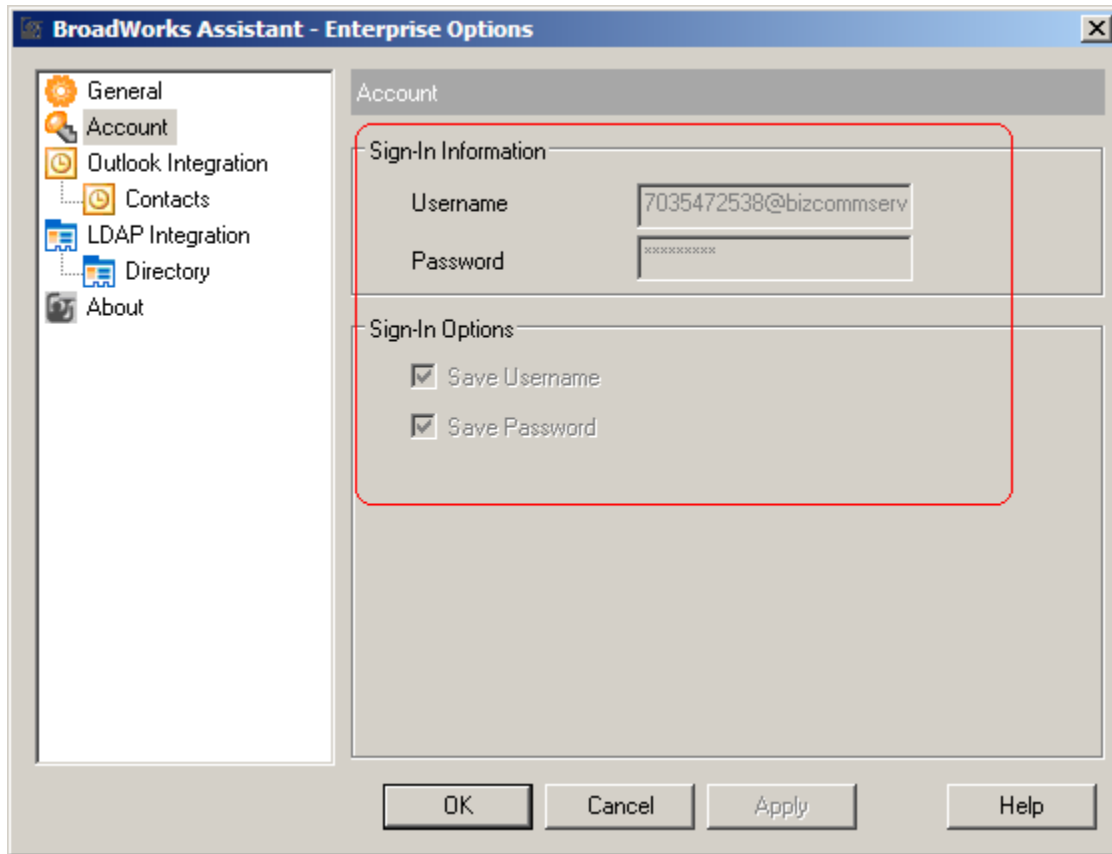 BroadWorks Assistant - Enterprise Options
General
Account
Outlook Integration
Contacts
LDAP Integration
Directory
About
Account
Sign-In Information
Username 7035472538@bizcommserv
Password *********
Sign-In Options
Save Username
Save Password
OK Cancel Apply Help